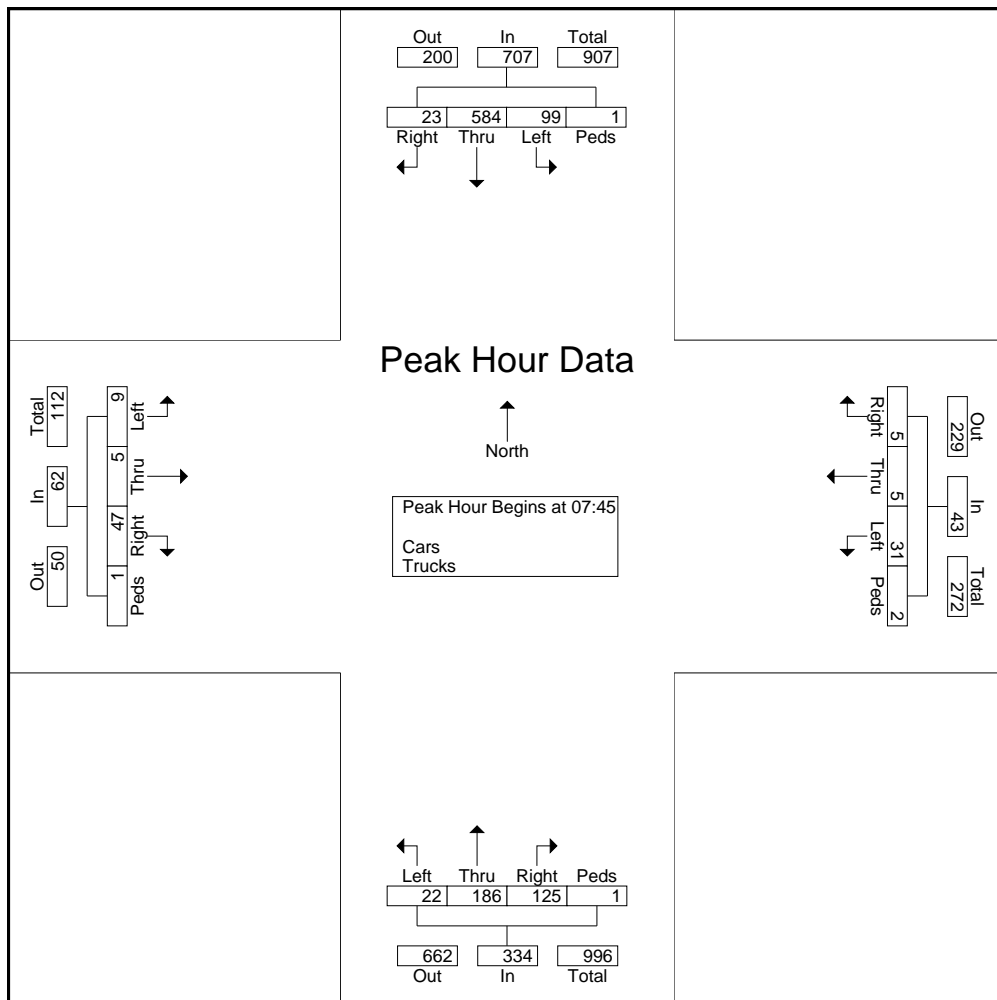 Out In Total
200 707 907
23 584 99 1
Right Thru Left Peds
Peak Hour Data
North
Peak Hour Begins at 07:45
Cars
Trucks
Total In Out
112 62 50
9 5 47 1
Left Thru Right Peds
Out In Total
229 43 272
5 5 31 2
Right Thru Left Peds
Left Thru Right Peds
22 186 125 1
662 334 996
Out In Total